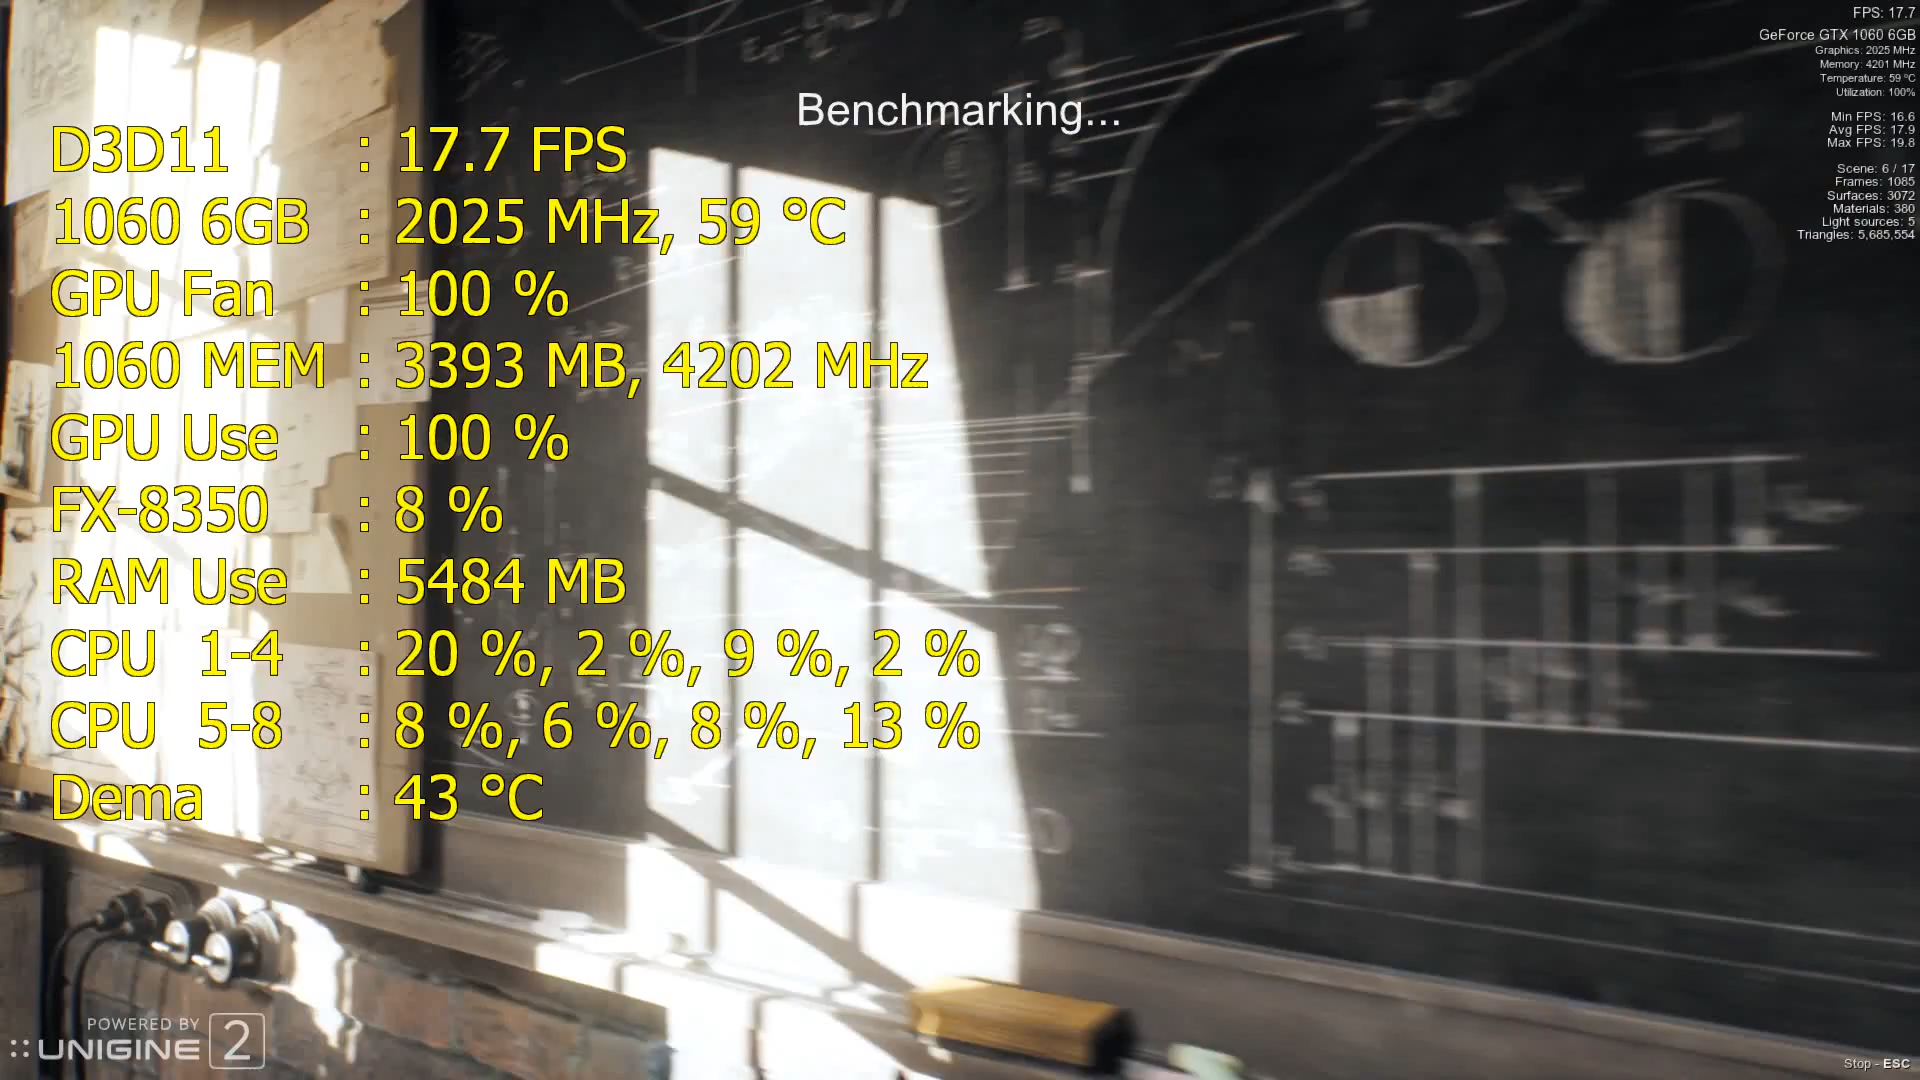 Benchmarking...
D3D11 : 17.7 FPS
1060 6GB : 2025 MHz, 59 °C
GPU Fan : 100 %
1060 MEM : 3393 MB, 4202 MHz
GPU Use : 100 %
FX-8350 : 8 %
RAM Use : 5484 MB
CPU 1-4 : 20 %, 2 %, 9 %, 2 %
CPU 5-8 : 8 %, 6 %, 8 %, 13 %
Dema : 43 °C
FPS: 17.7
GeForce GTX 1060 6GB
Graphics: 2025 MHz
Memory: 4201 MHz
Temperature: 59 °C
Utilization: 100%
Min FPS: 16.6
Avg FPS: 17.9
Max FPS: 19.8
Scene: 6 / 17
Frames: 1085
Surfaces: 3072
Materials: 380
Light sources: 5
Triangles: 5,685,554
POWERED BY
UNIGINE 2
Stop - ESC